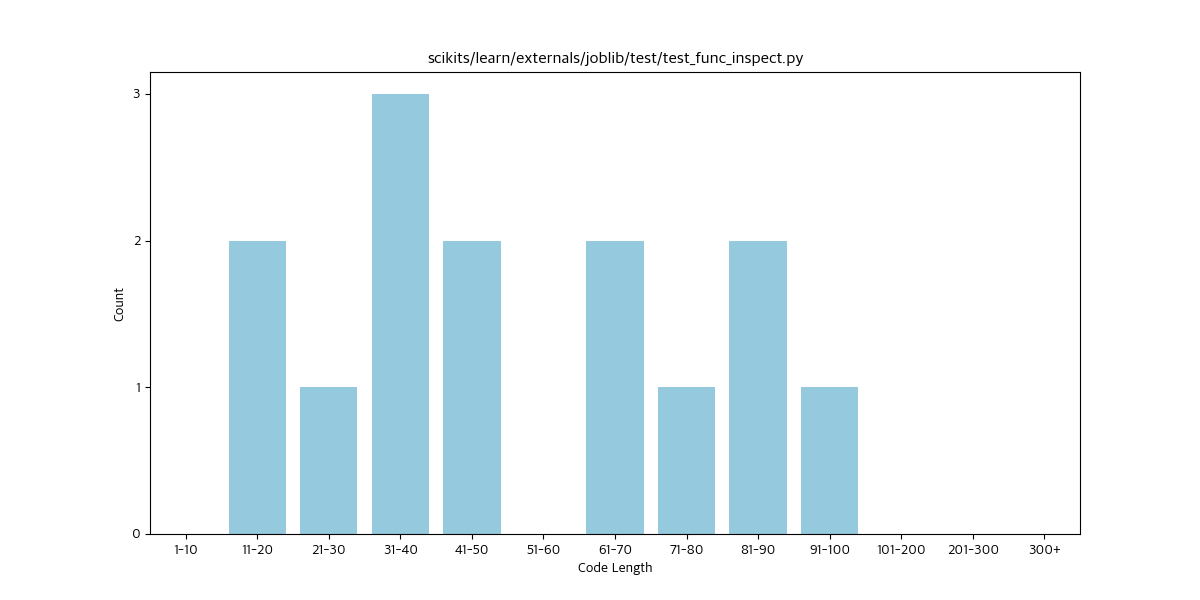 scikits/learn/externals/joblib/test/test_func_inspect.py
3
2
1
0
Count
1-10 11-20 21-30 31-40 41-50 51-60 61-70 71-80 81-90 91-100 101-200 201-300 300+
Code Length